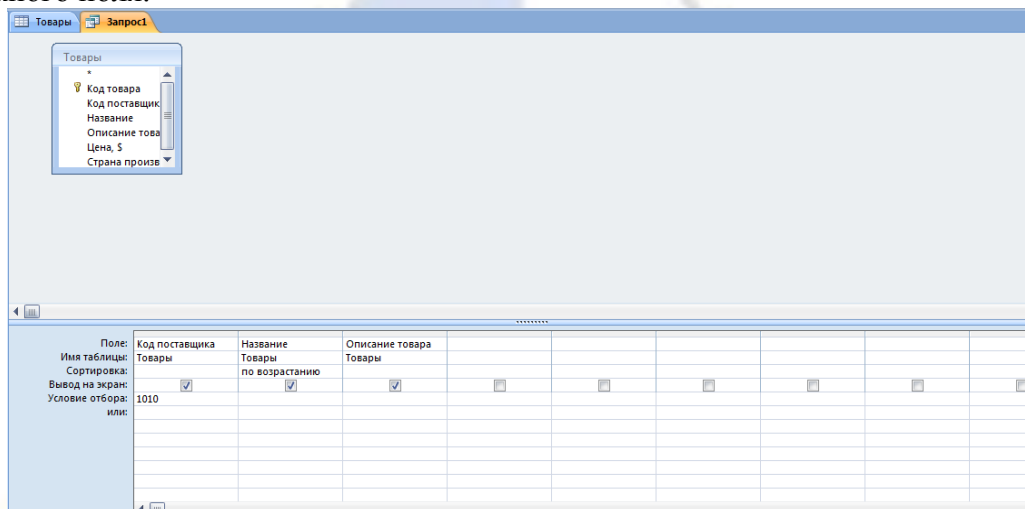 Товары Запрос1
Товары
*
Код товара
Код поставщик
Название
Описание това
Цена, $
Страна произв
Поле: Код поставщика Название Описание товара
Имя таблицы: Товары Товары Товары
Сортировка: по возрастанию
Вывод на экран:
Условие отбора: 1010
или: